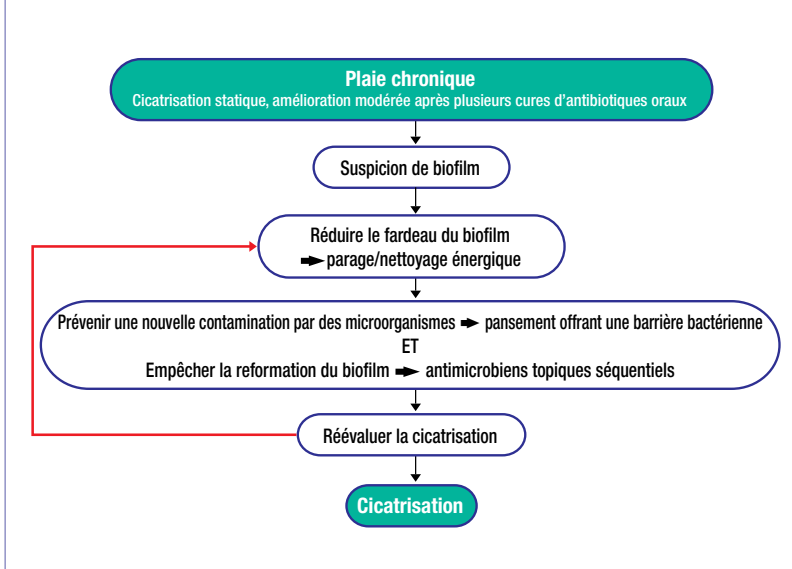 Plaie chronique
Cicatrisation statique, amélioration modérée après plusieurs cures d'antibiotiques oraux
Suspicion de biofilm
Réduire le fardeau du biofilm
➨ parage/nettoyage énergique
Prévenir une nouvelle contamination par des microorganismes ➨ pansement offrant une barrière bactérienne
ET
Empêcher la reformation du biofilm ➨ antimicrobiens topiques séquentiels
Réévaluer la cicatrisation
Cicatrisation